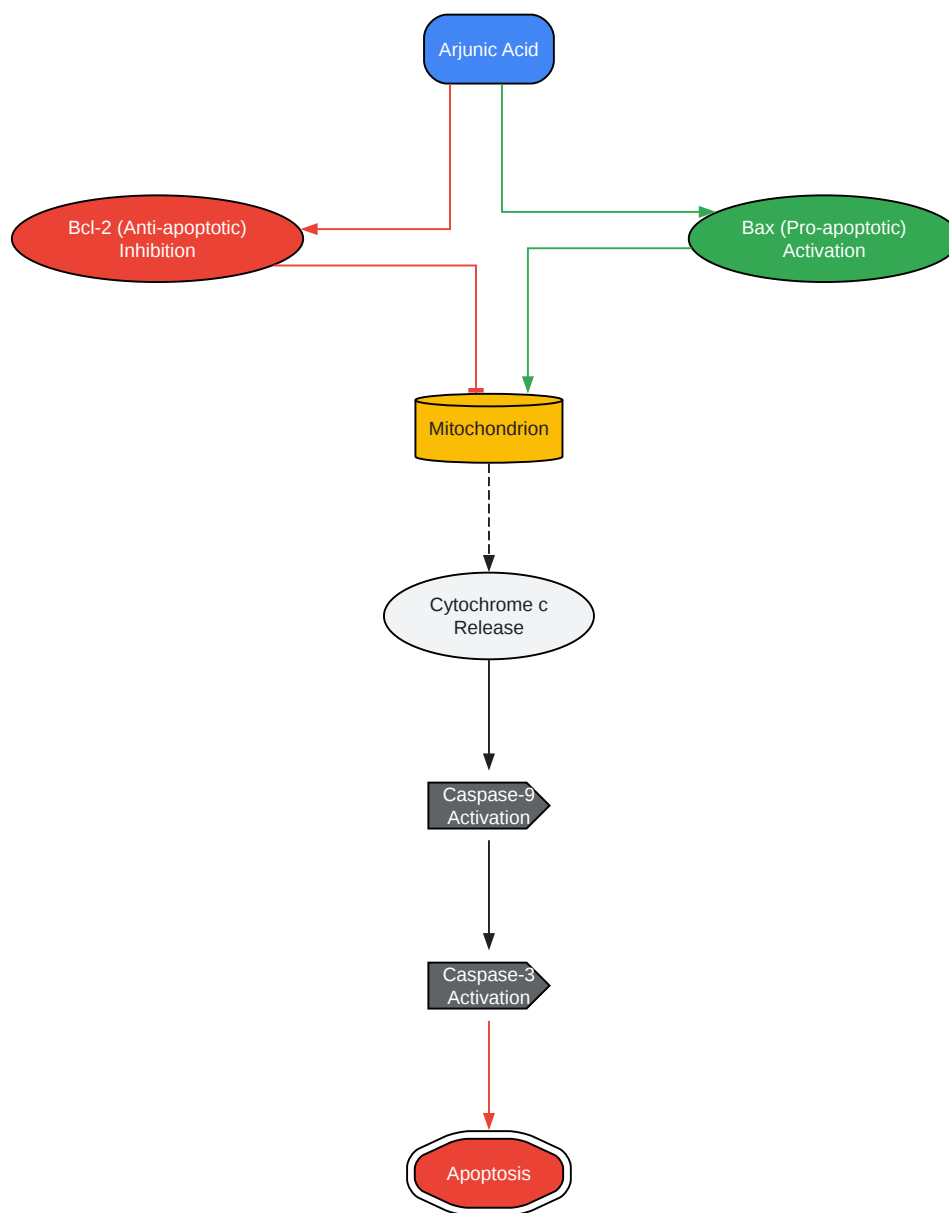 Arjunic Acid
Bcl-2 (Anti-apoptotic)
Inhibition
Bax (Pro-apoptotic)
Activation
Mitochondrion
Cytochrome c
Release
Caspase-9
Activation
Caspase-3
Activation
Apoptosis